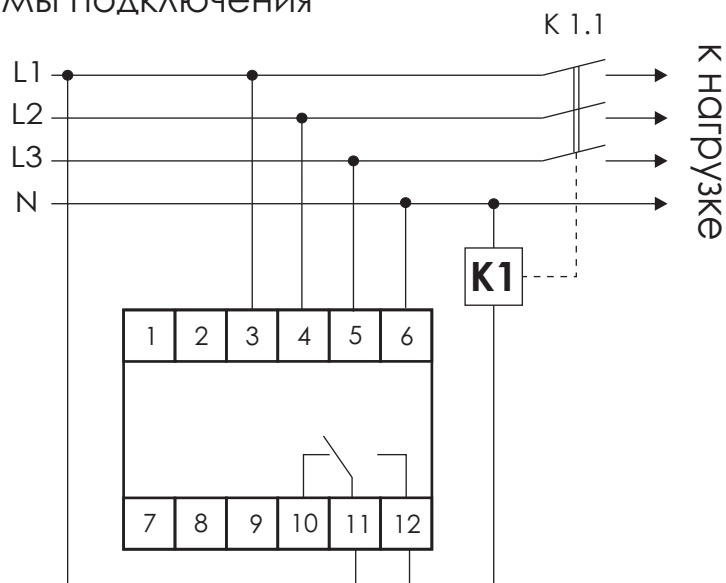 мы подключения
К 1.1
L1
L2
L3
N
К нагрузке
К1
1 2 3 4 5 6
7 8 9 10 11 12